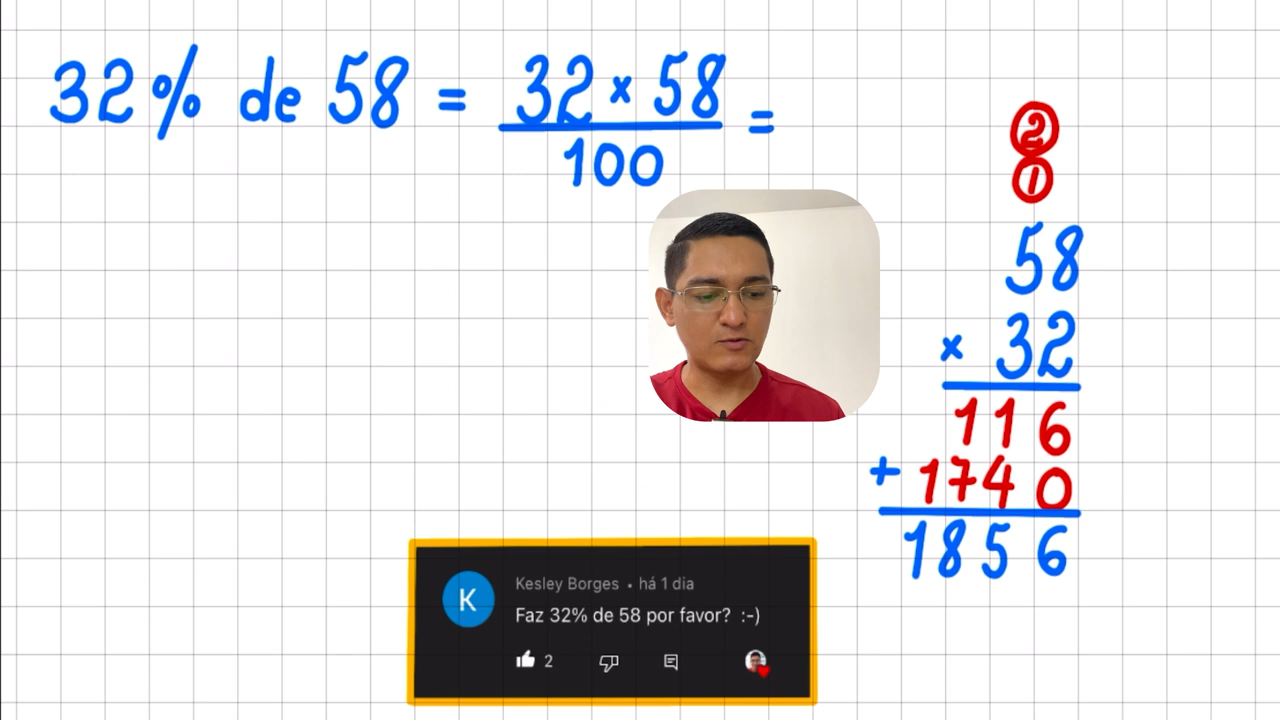 32% de 58 = 32 × 58 =
100
2
1
58
× 32
116
+ 1740
1856
K
Kesley Borges • há 1 dia
Faz 32% de 58 por favor? :-)
2